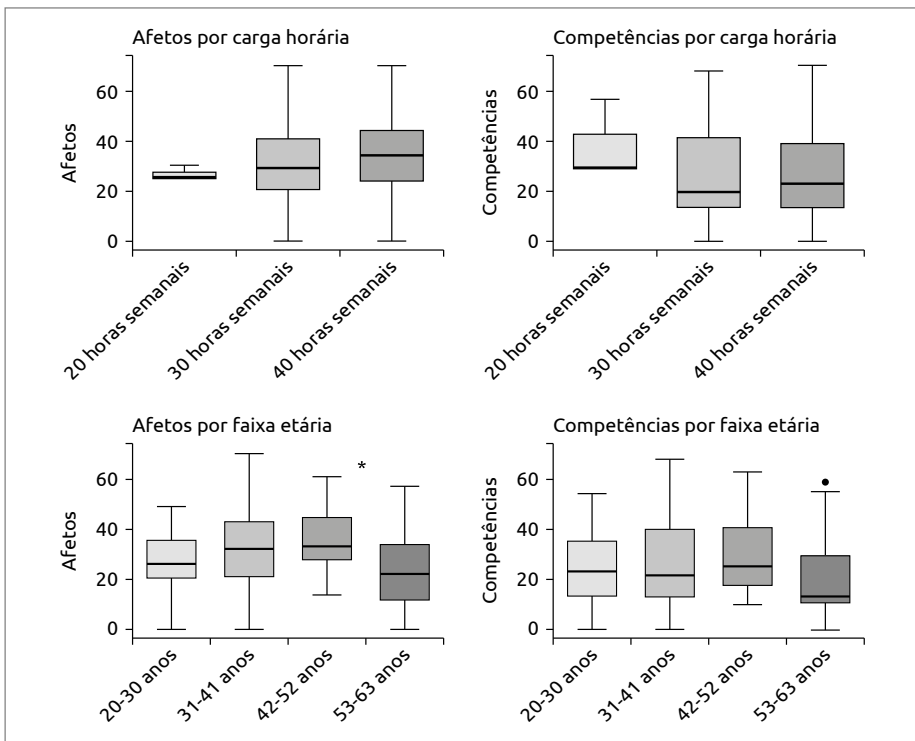 Afetos por carga horária
Afetos
60
40
20
0
20 horas semanais
30 horas semanais
40 horas semanais
Competências por carga horária
Competências
60
40
20
0
20 horas semanais
30 horas semanais
40 horas semanais
Afetos por faixa etária
Afetos
60
40
20
0
*
20-30 anos
31-41 anos
42-52 anos
53-63 anos
Competências por faixa etária
Competências
60
40
20
0
20-30 anos
31-41 anos
42-52 anos
53-63 anos